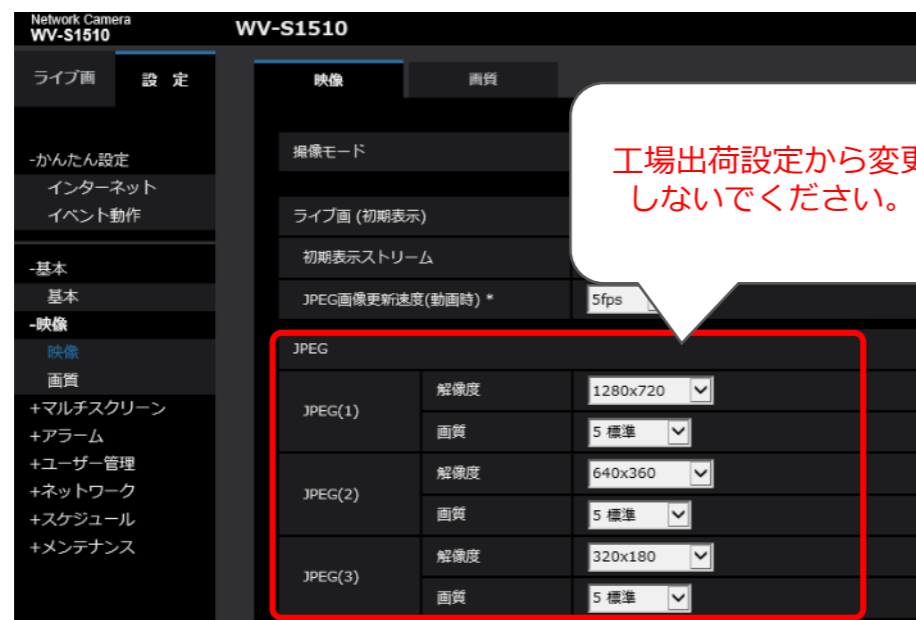 Network Camera
WV-S1510
WV-S1510
ライブ画
設 定
-かんたん設定
インターネット
イベント動作
-基本
基本
-映像
映像
画質
+マルチスクリーン
+アラーム
+ユーザー管理
+ネットワーク
+スケジュール
+メンテナンス
映像
画質
撮像モード
工場出荷設定から変更
しないでください。
ライブ画 (初期表示)
初期表示ストリーム
JPEG画像更新速度(動画時) *
5fps
JPEG
JPEG(1)
解像度
1280x720
画質
5 標準
JPEG(2)
解像度
640x360
画質
5 標準
JPEG(3)
解像度
320x180
画質
5 標準